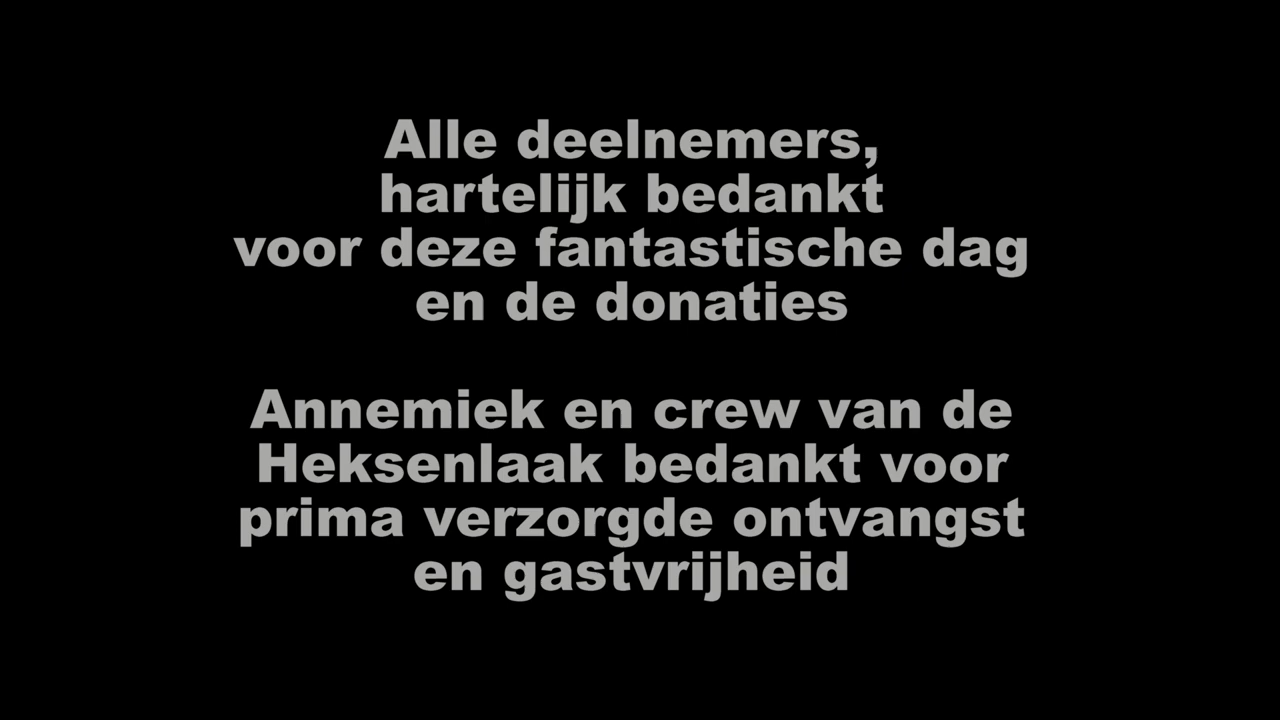 Alle deelnemers,
hartelijk bedankt
voor deze fantastische dag
en de donaties
Annemiek en crew van de
Heksenlaak bedankt voor
prima verzorgde ontvangst
en gastvrijheid